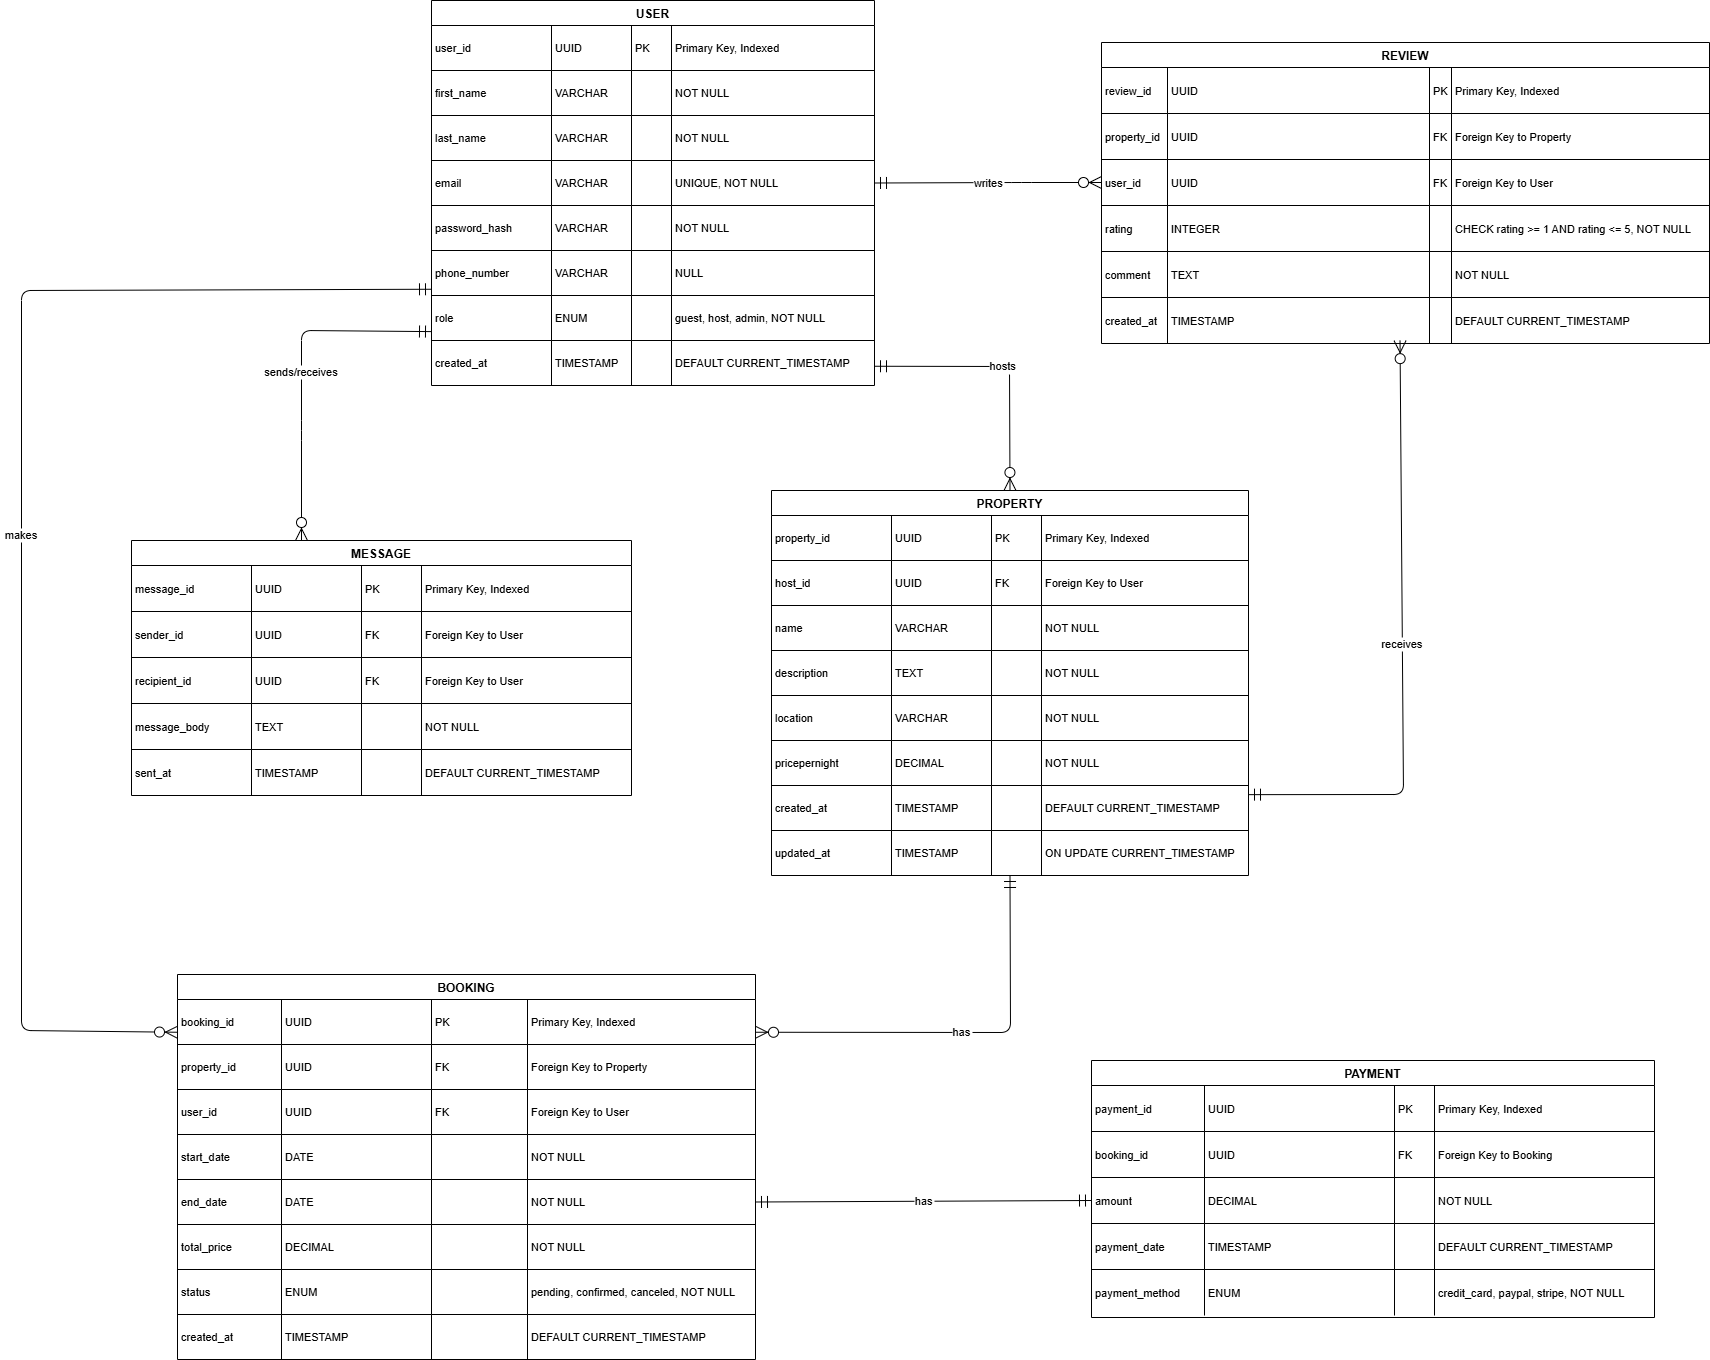 USER
user_id UUID PK Primary Key, Indexed
first_name VARCHAR NOT NULL
last_name VARCHAR NOT NULL
email VARCHAR UNIQUE, NOT NULL
password_hash VARCHAR NOT NULL
phone_number VARCHAR NULL
role ENUM guest, host, admin, NOT NULL
created_at TIMESTAMP DEFAULT CURRENT_TIMESTAMP
REVIEW
review_id UUID PK Primary Key, Indexed
property_id UUID FK Foreign Key to Property
user_id UUID FK Foreign Key to User
rating INTEGER CHECK rating >= 1 AND rating <= 5, NOT NULL
comment TEXT NOT NULL
created_at TIMESTAMP DEFAULT CURRENT_TIMESTAMP
writes
sends/receives
hosts
makes
receives
MESSAGE
message_id UUID PK Primary Key, Indexed
sender_id UUID FK Foreign Key to User
recipient_id UUID FK Foreign Key to User
message_body TEXT NOT NULL
sent_at TIMESTAMP DEFAULT CURRENT_TIMESTAMP
PROPERTY
property_id UUID PK Primary Key, Indexed
host_id UUID FK Foreign Key to User
name VARCHAR NOT NULL
description TEXT NOT NULL
location VARCHAR NOT NULL
pricepernight DECIMAL NOT NULL
created_at TIMESTAMP DEFAULT CURRENT_TIMESTAMP
updated_at TIMESTAMP ON UPDATE CURRENT_TIMESTAMP
BOOKING
booking_id UUID PK Primary Key, Indexed
property_id UUID FK Foreign Key to Property
user_id UUID FK Foreign Key to User
start_date DATE NOT NULL
end_date DATE NOT NULL
total_price DECIMAL NOT NULL
status ENUM pending, confirmed, canceled, NOT NULL
created_at TIMESTAMP DEFAULT CURRENT_TIMESTAMP
has
has
PAYMENT
payment_id UUID PK Primary Key, Indexed
booking_id UUID FK Foreign Key to Booking
amount DECIMAL NOT NULL
payment_date TIMESTAMP DEFAULT CURRENT_TIMESTAMP
payment_method ENUM credit_card, paypal, stripe, NOT NULL